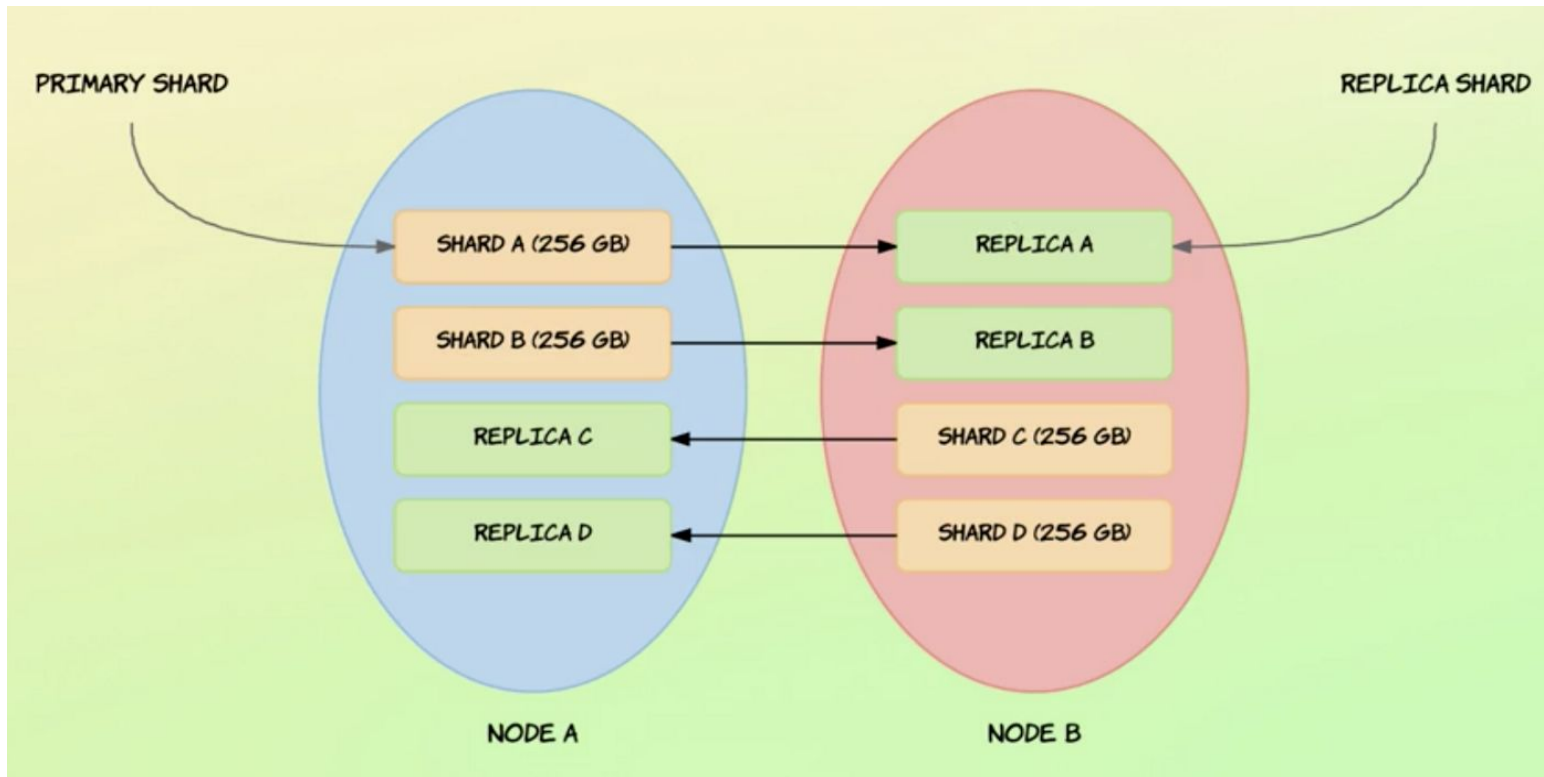 PRIMARY SHARD
REPLICA SHARD
SHARD A (256 GB)
REPLICA A
SHARD B (256 GB)
REPLICA B
REPLICA C
SHARD C (256 GB)
REPLICA D
SHARD D (256 GB)
NODE A
NODE B